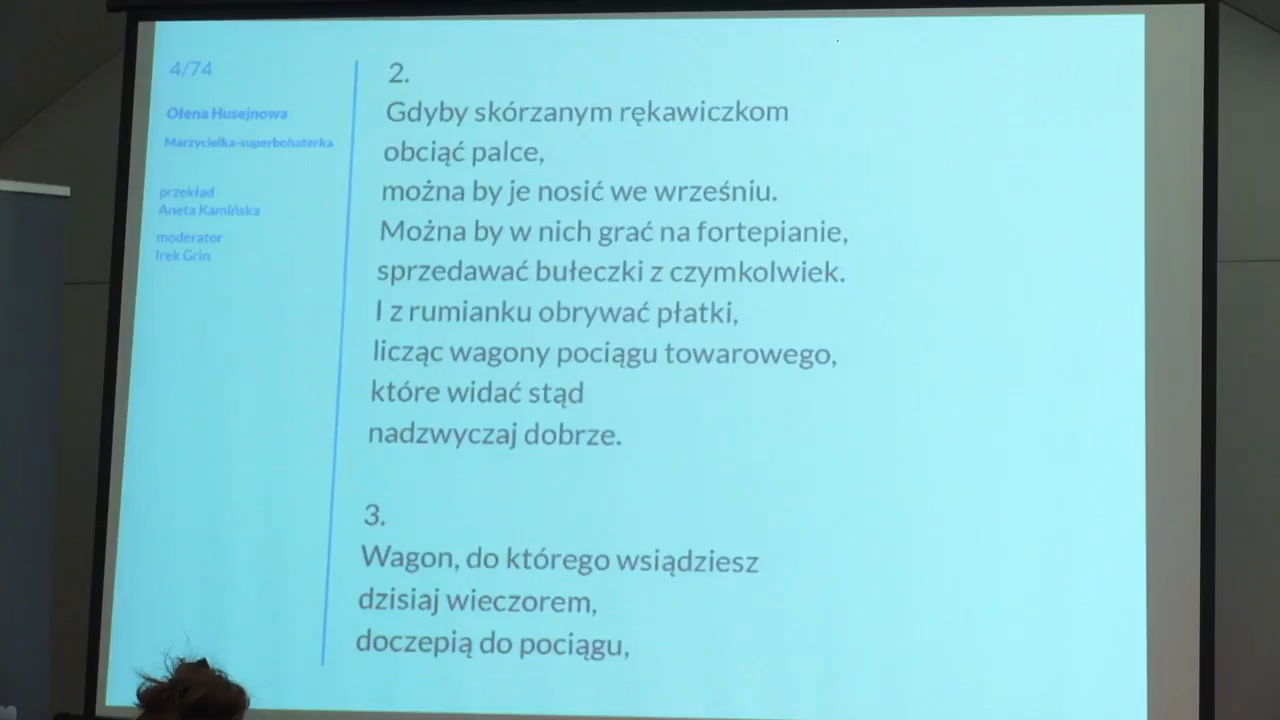 4/74
Ołena Husejnowa
Marzycielka-superbohaterka
przekład
Aneta Kamińska
moderator
Irek Grin
2.
Gdyby skórzanym rękawiczkom
obciąć palce,
można by je nosić we wrześniu.
Można by w nich grać na fortepianie,
sprzedawać bułeczki z czymkolwiek.
I z rumianku obrywać płatki,
licząc wagony pociągu towarowego,
które widać stąd
nadzwyczaj dobrze.
3.
Wagon, do którego wsiądziesz
dzisiaj wieczorem,
doczepią do pociągu,